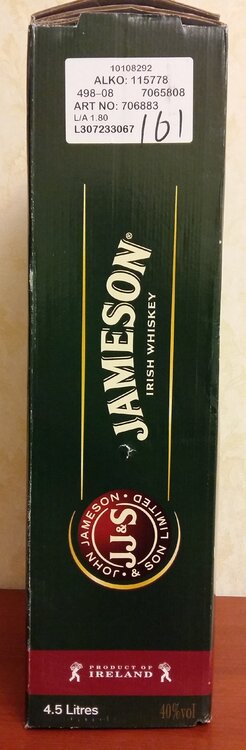 10108292
ALKO: 115778
498-08 7065808
ART NO: 706883
L/A 1.80
L307233067
161
JAMESON®
IRISH WHISKEY
JOHN JAMESON • & SON LIMITED •
JJ&S
PRODUCT OF
IRELAND
4.5 Litres 40%vol